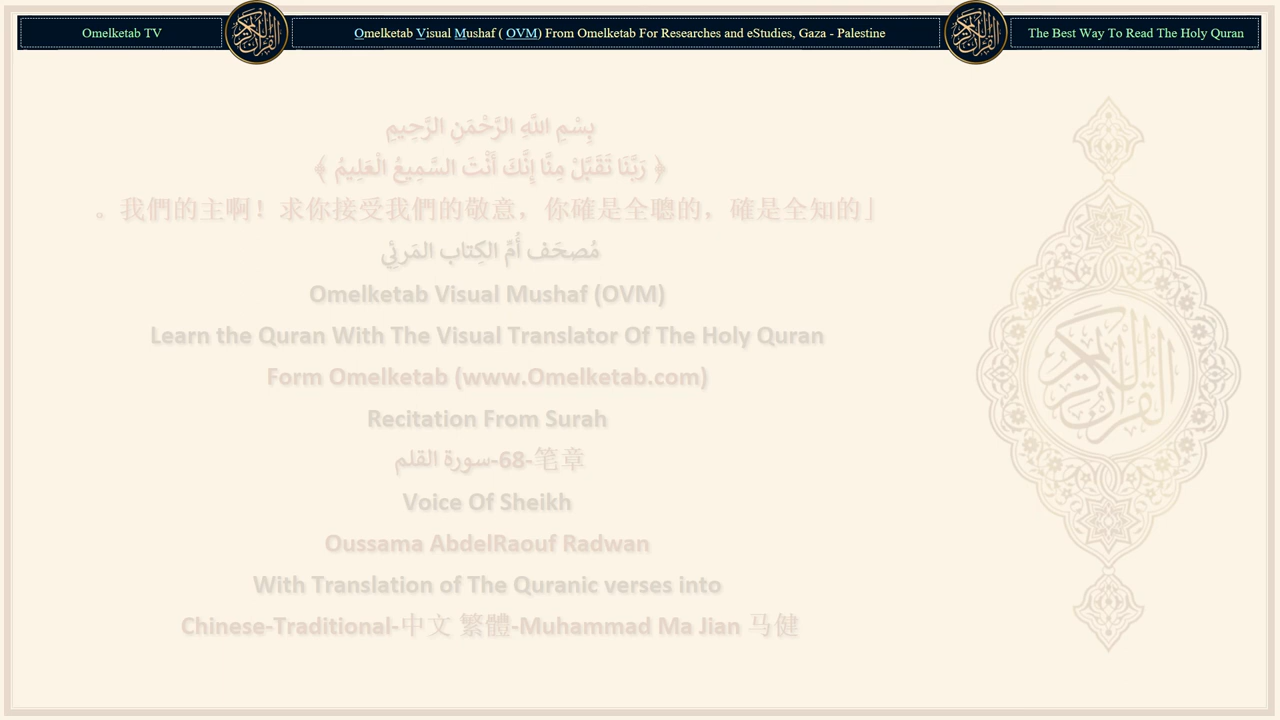 Omelketab TV
Omelketab Visual Mushaf ( OVM) From Omelketab For Researches and eStudies, Gaza - Palestine
The Best Way To Read The Holy Quran
بِسْمِ اللَّهِ الرَّحْمَنِ الرَّحِيمِ
﴿ رَبَّنَا تَقَبَّلْ مِنَّا إِنَّكَ أَنْتَ السَّمِيعُ الْعَلِيمُ ﴾
。我們的主啊！求你接受我們的敬意，你確是全聰的，確是全知的」
مُصحَف أُمِّ الكِتابِ المَرئِي
Omelketab Visual Mushaf (OVM)
Learn the Quran With The Visual Translator Of The Holy Quran
Form Omelketab (www.Omelketab.com)
Recitation From Surah
سورة القلم-68-笔章
Voice Of Sheikh
Oussama AbdelRaouf Radwan
With Translation of The Quranic verses into
Chinese-Traditional-中文 繁體-Muhammad Ma Jian 马健